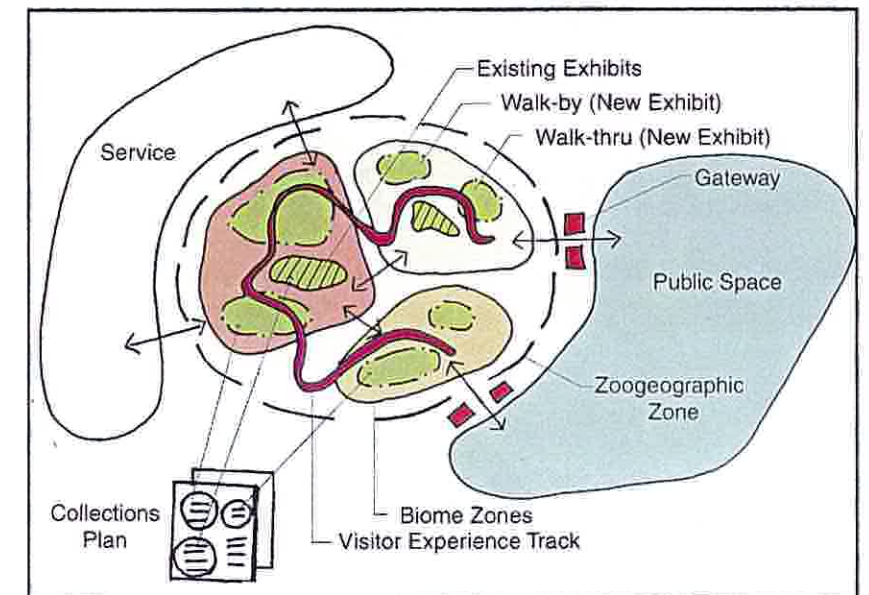 Existing Exhibits
Walk-by (New Exhibit)
Walk-thru (New Exhibit)
Service
Gateway
Public Space
Zoogeographic
Zone
Collections
Plan
Biome Zones
Visitor Experience Track